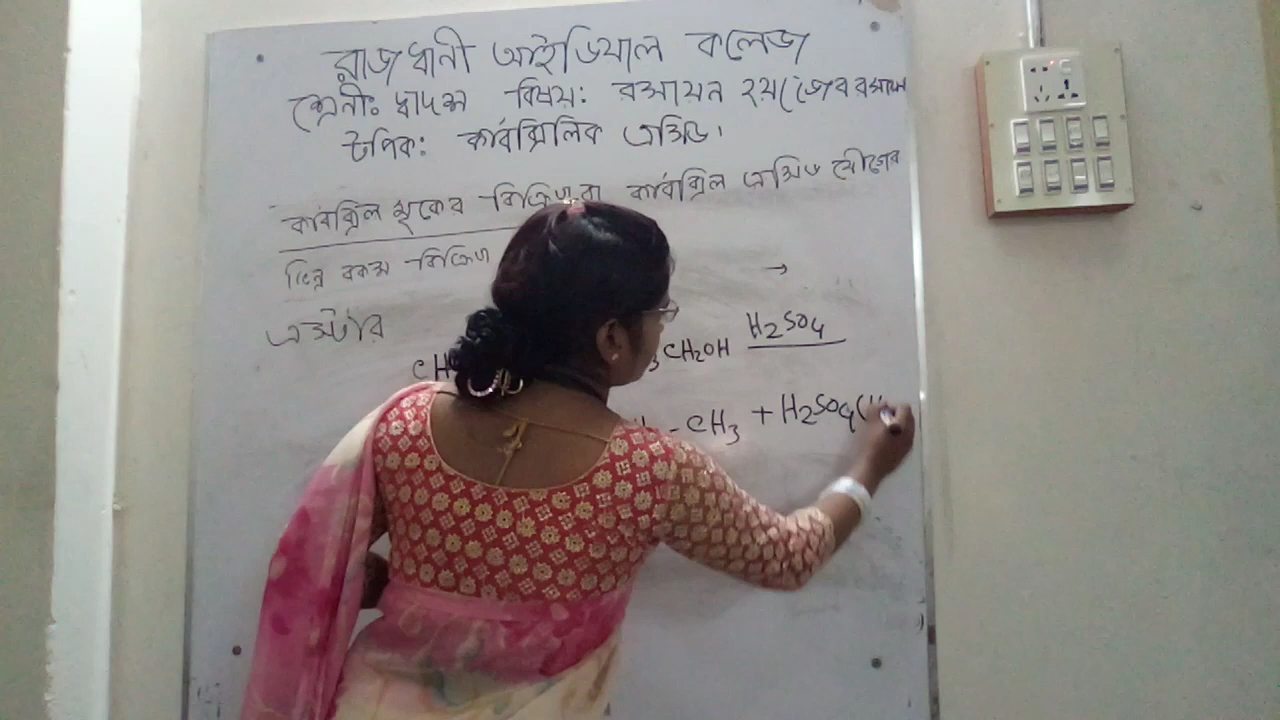 রাজধানী আইডিয়াল কলেজ
শ্রেনীঃ দ্বাদশ বিষয়: রসায়ন ২য় (জৈব রসায়ন
টপিক: কার্বক্সিলিক এসিড।
কার্বক্সিল মূলকের বিক্রিয়া বা কার্বক্সিল এসিড যৌগের
ভিন্ন রকম বিক্রিয়া
→
এস্টার
CH CH₂OH H₂SO₄
- CH₃ + H₂SO₄(